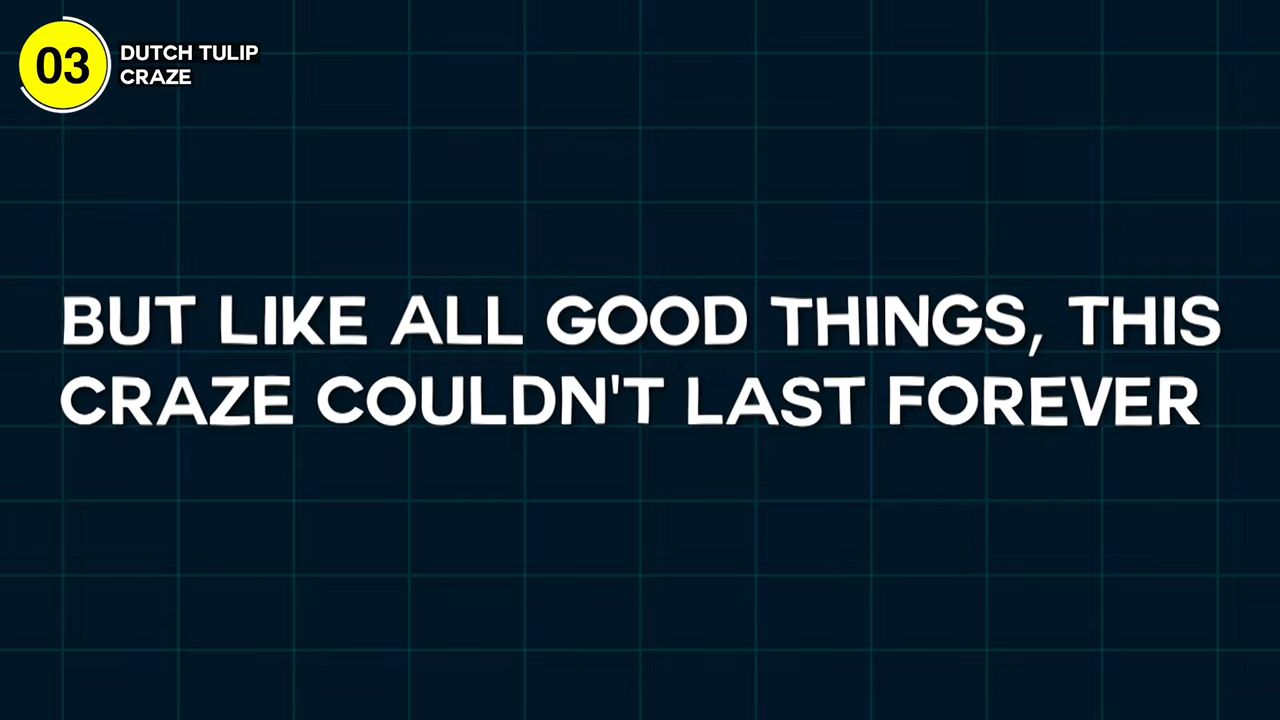 03
DUTCH TULIP
CRAZE
BUT LIKE ALL GOOD THINGS, THIS
CRAZE COULDN'T LAST FOREVER